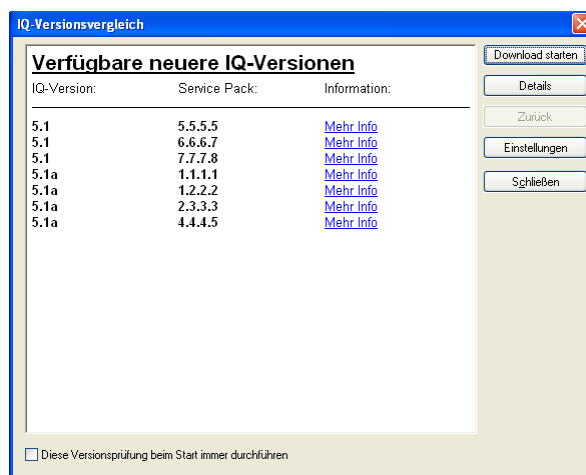 IQ-Versionsvergleich
Verfügbare neuere IQ-Versionen
IQ-Version: Service Pack: Information:
5.1 5.5.5.5 Mehr Info
5.1 6.6.6.7 Mehr Info
5.1 7.7.7.8 Mehr Info
5.1a 1.1.1.1 Mehr Info
5.1a 1.2.2.2 Mehr Info
5.1a 2.3.3.3 Mehr Info
5.1a 4.4.4.5 Mehr Info
Download starten
Details
Zurück
Einstellungen
Schließen
Diese Versionsprüfung beim Start immer durchführen